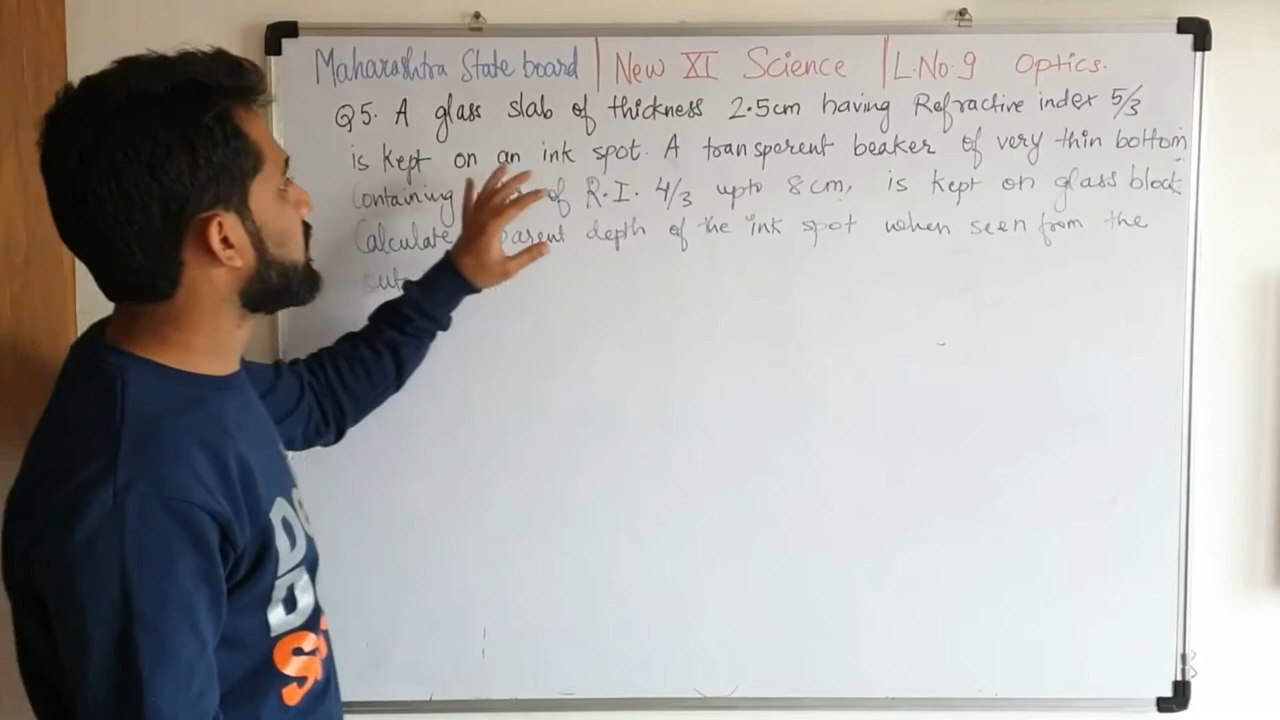 Maharashtra State board | New XI Science | L.No.9 Optics.
Q5. A glass slab of thickness 2.5cm having Refractive index 5/3
is kept on an ink spot. A transperent beaker of very thin bottom
Containing of R.I. 4/3 upto 8cm, is kept on glass block
Calculate depth of the ink spot when seen from the